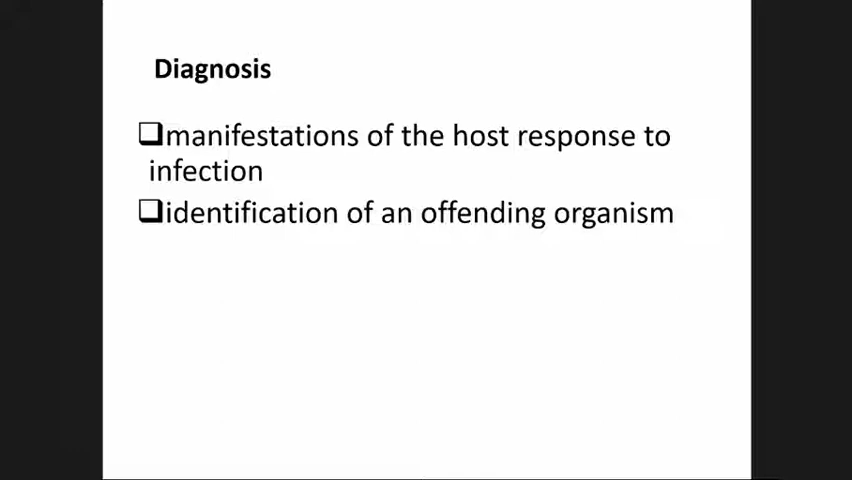 Diagnosis
❑manifestations of the host response to
infection
❑identification of an offending organism